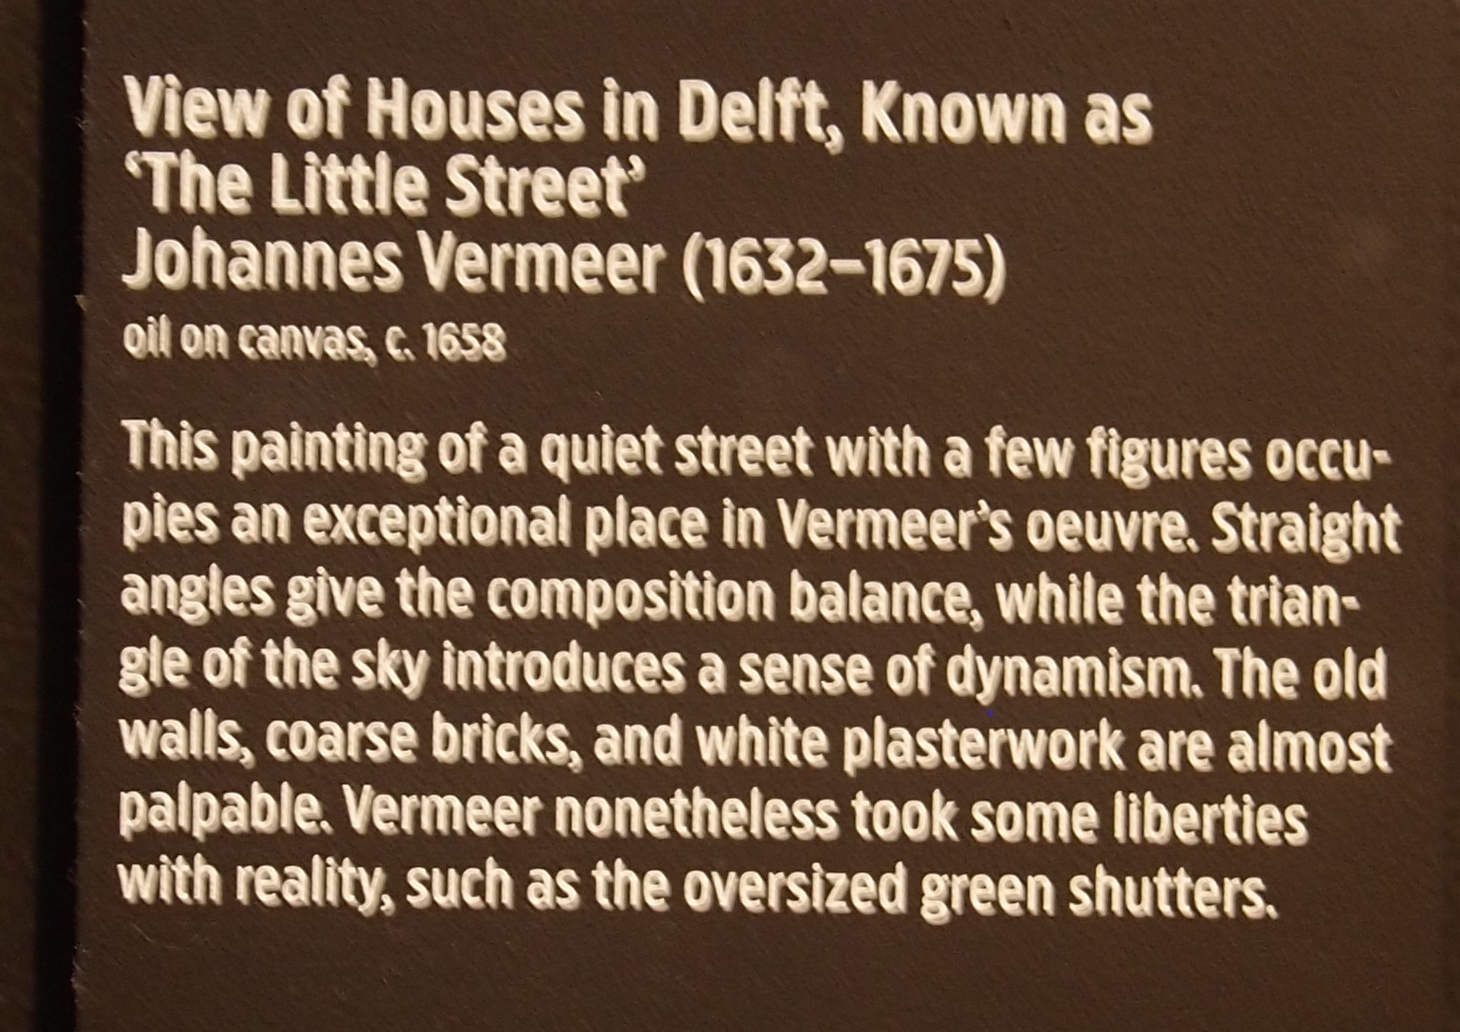 View of Houses in Delft, Known as
‘The Little Street’
Johannes Vermeer (1632–1675)
oil on canvas, c. 1658
This painting of a quiet street with a few figures occu-
pies an exceptional place in Vermeer’s oeuvre. Straight
angles give the composition balance, while the trian-
gle of the sky introduces a sense of dynamism. The old
walls, coarse bricks, and white plasterwork are almost
palpable. Vermeer nonetheless took some liberties
with reality, such as the oversized green shutters.